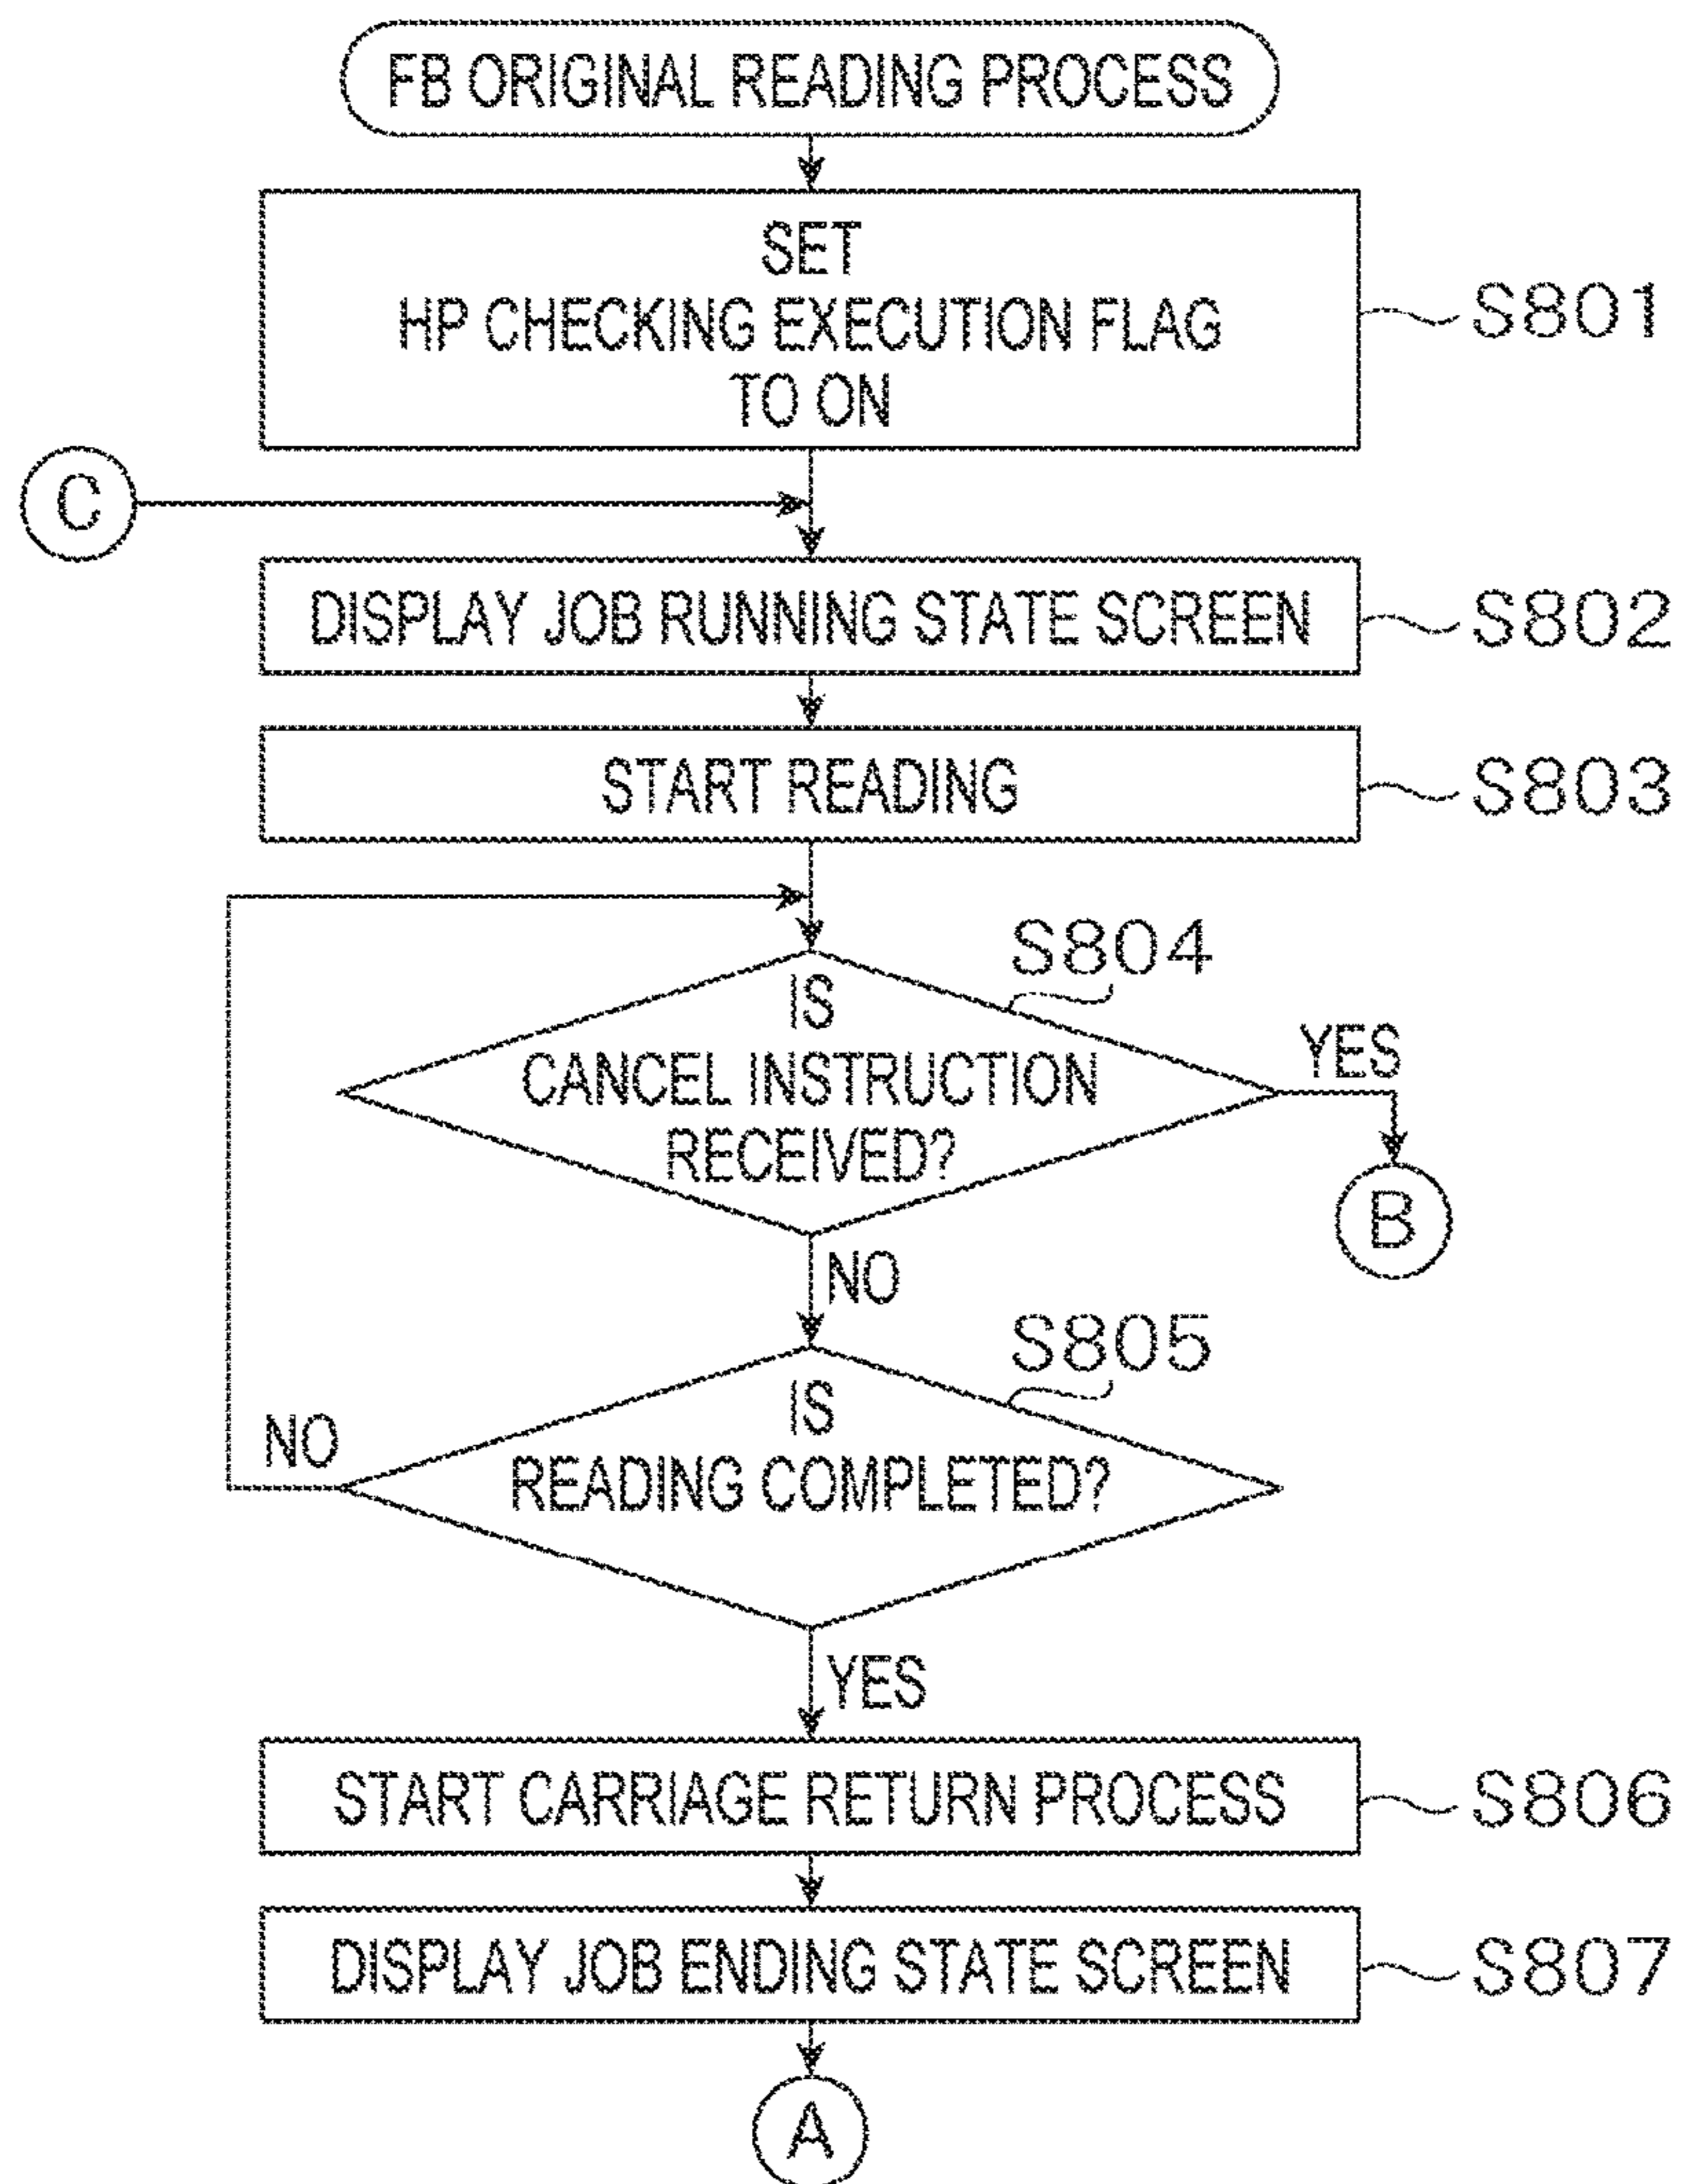 FB ORIGINAL READING PROCESS
SET
HP CHECKING EXECUTION FLAG
TO ON
S801
C
DISPLAY JOB RUNNING STATE SCREEN
S802
START READING
S803
S804
IS
CANCEL INSTRUCTION
RECEIVED?
YES
B
NO
S805
IS
READING COMPLETED?
NO
YES
START CARRIAGE RETURN PROCESS
S806
DISPLAY JOB ENDING STATE SCREEN
S807
A